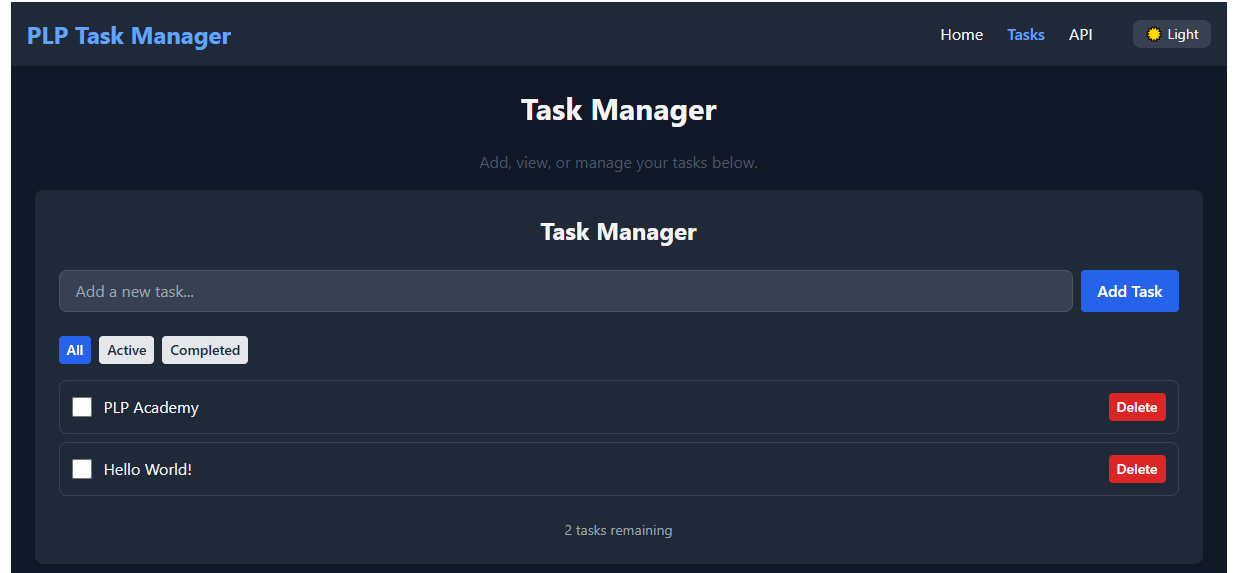 PLP Task Manager
Home Tasks API Light
Task Manager
Add, view, or manage your tasks below.
Task Manager
Add a new task...
Add Task
All Active Completed
PLP Academy
Delete
Hello World!
Delete
2 tasks remaining